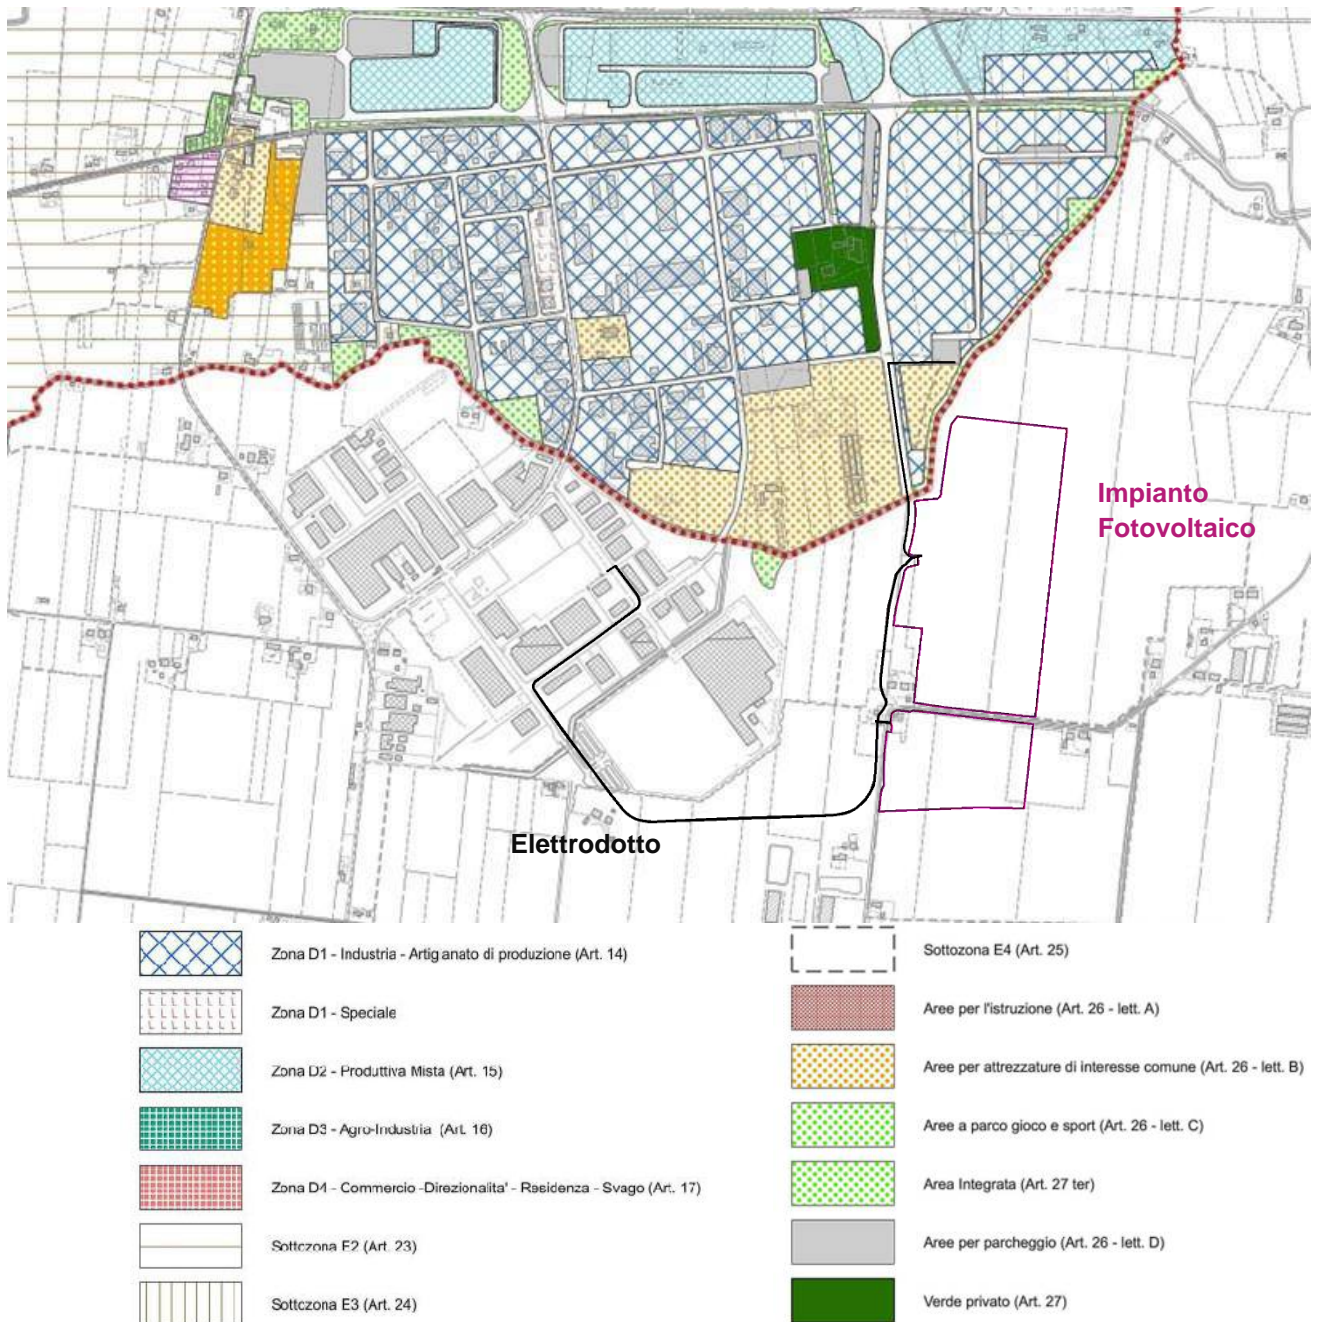 Impianto
Fotovoltaico
Elettrodotto
Zona D1 - Industria - Artigianato di produzione (Art. 14)
Zona D1 - Speciale
Zona D2 - Produttiva Mista (Art. 15)
Zona D3 - Agro-Industria (Art. 16)
Zona D4 - Commercio -Direzionalita' - Residenza - Svago (Art. 17)
Sottozona E2 (Art. 23)
Sottozona E3 (Art. 24)
Sottozona E4 (Art. 25)
Aree per l'istruzione (Art. 26 - lett. A)
Aree per attrezzature di interesse comune (Art. 26 - lett. B)
Aree a parco gioco e sport (Art. 26 - lett. C)
Area Integrata (Art. 27 ter)
Aree per parcheggio (Art. 26 - lett. D)
Verde privato (Art. 27)